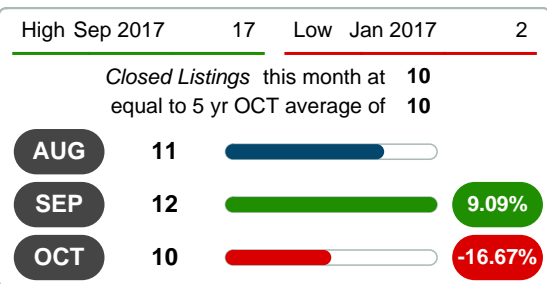 High Sep 2017 17 Low Jan 2017 2
Closed Listings this month at 10
equal to 5 yr OCT average of 10
AUG 11
SEP 12 9.09%
OCT 10 -16.67%